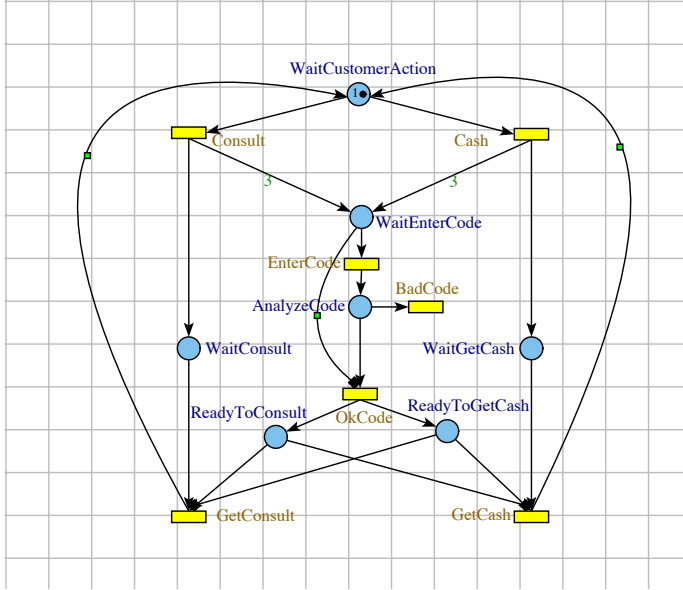 WaitCustomerAction
1
Consult
Cash
3
3
WaitEnterCode
EnterCode
BadCode
AnalyzeCode
WaitConsult
WaitGetCash
ReadyToConsult
ReadyToGetCash
OkCode
GetConsult
GetCash